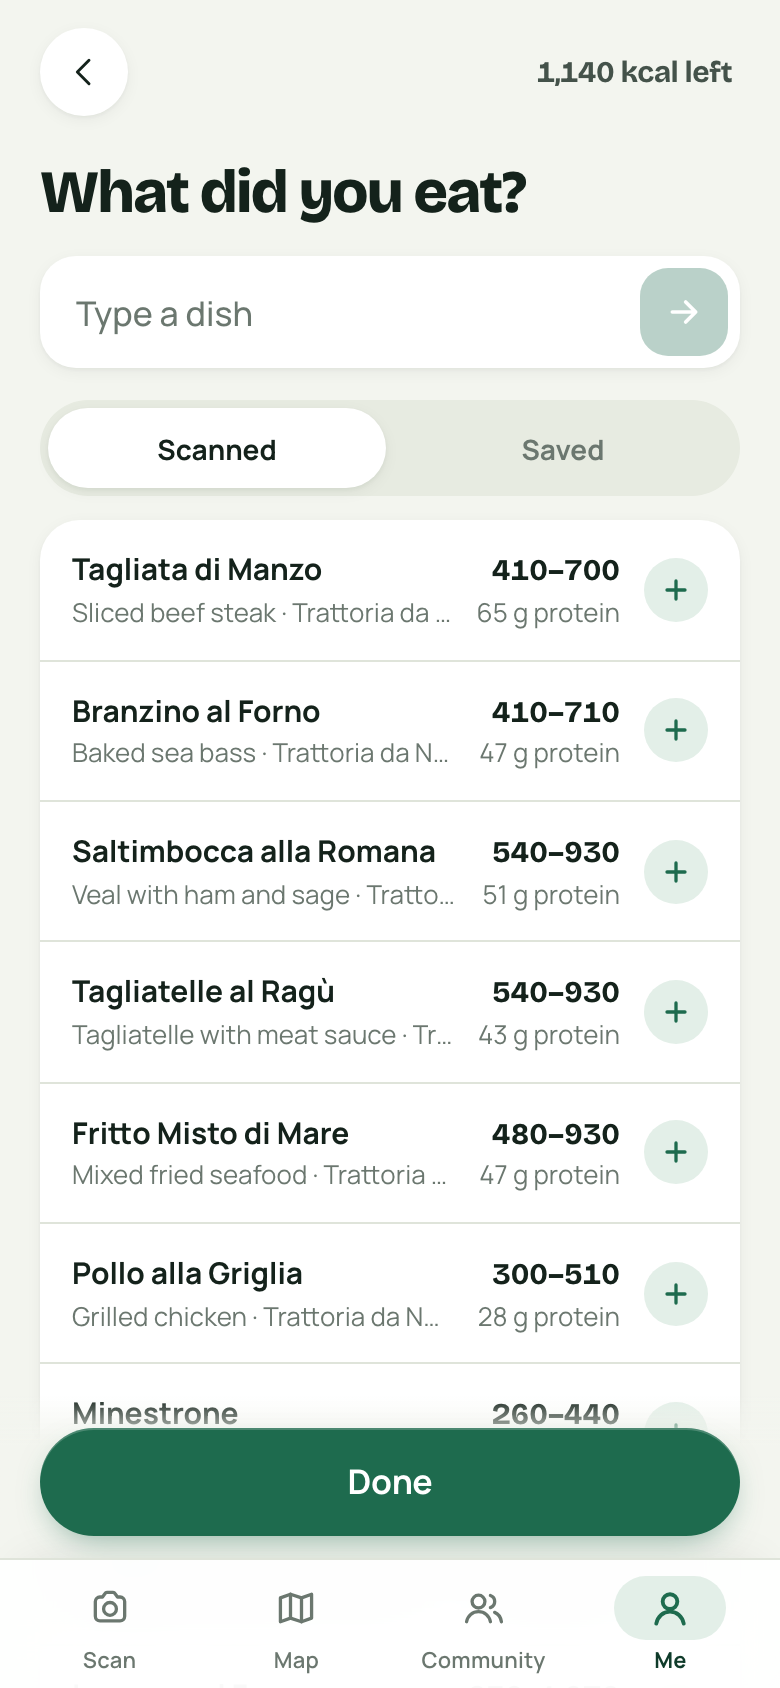 1,140 kcal left
What did you eat?
Type a dish
Scanned
Saved
Tagliata di Manzo
410–700
Sliced beef steak · Trattoria da ...
65 g protein
Branzino al Forno
410–710
Baked sea bass · Trattoria da N...
47 g protein
Saltimbocca alla Romana
540–930
Veal with ham and sage · Tratto...
51 g protein
Tagliatelle al Ragù
540–930
Tagliatelle with meat sauce · Tr...
43 g protein
Fritto Misto di Mare
480–930
Mixed fried seafood · Trattoria ...
47 g protein
Pollo alla Griglia
300–510
Grilled chicken · Trattoria da N...
28 g protein
Minestrone
260–440
Done
Scan
Map
Community
Me